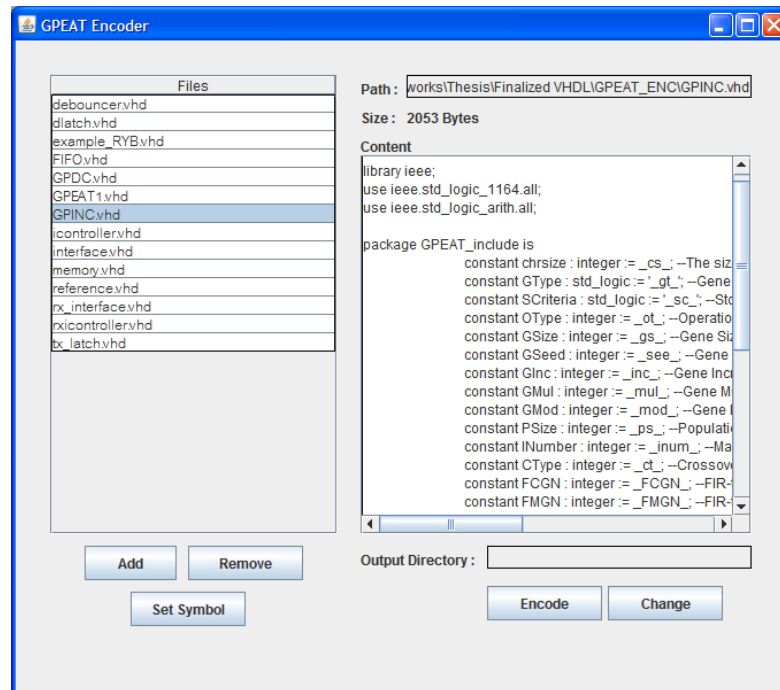 GPEAT Encoder
Files
debouncer.vhd
dlatch.vhd
example_RYB.vhd
FIFO.vhd
GPDC.vhd
GPEAT1.vhd
GPINC.vhd
icontroller.vhd
interface.vhd
memory.vhd
reference.vhd
rx_interface.vhd
rxicontroller.vhd
tx_latch.vhd
Add Remove
Set Symbol
Path : works\Thesis\Finalized VHDL\GPEAT_ENC\GPINC.vhd
Size : 2053 Bytes
Content
library ieee;
use ieee.std_logic_1164.all;
use ieee.std_logic_arith.all;
package GPEAT_include is
constant chrsize : integer := _cs_; --The siz
constant GType : std_logic := '_gt_'; --Gene
constant SCriteria : std_logic := '_sc_'; --Sto
constant OType : integer := _ot_; --Operatio
constant GSize : integer := _gs_; --Gene Siz
constant GSeed : integer := _see_; --Gene
constant GInc : integer := _inc_; --Gene Incr
constant GMul : integer := _mul_; --Gene M
constant GMod : integer := _mod_; --Gene
constant PSize : integer := _ps_; --Populati
constant INumber : integer := _inum_; --Ma
constant CType : integer := _ct_; --Crossov
constant FCGN : integer := _FCGN_; --FIR-
constant FMGN : integer := _FMGN_; --FIR-
Output Directory :
Encode Change